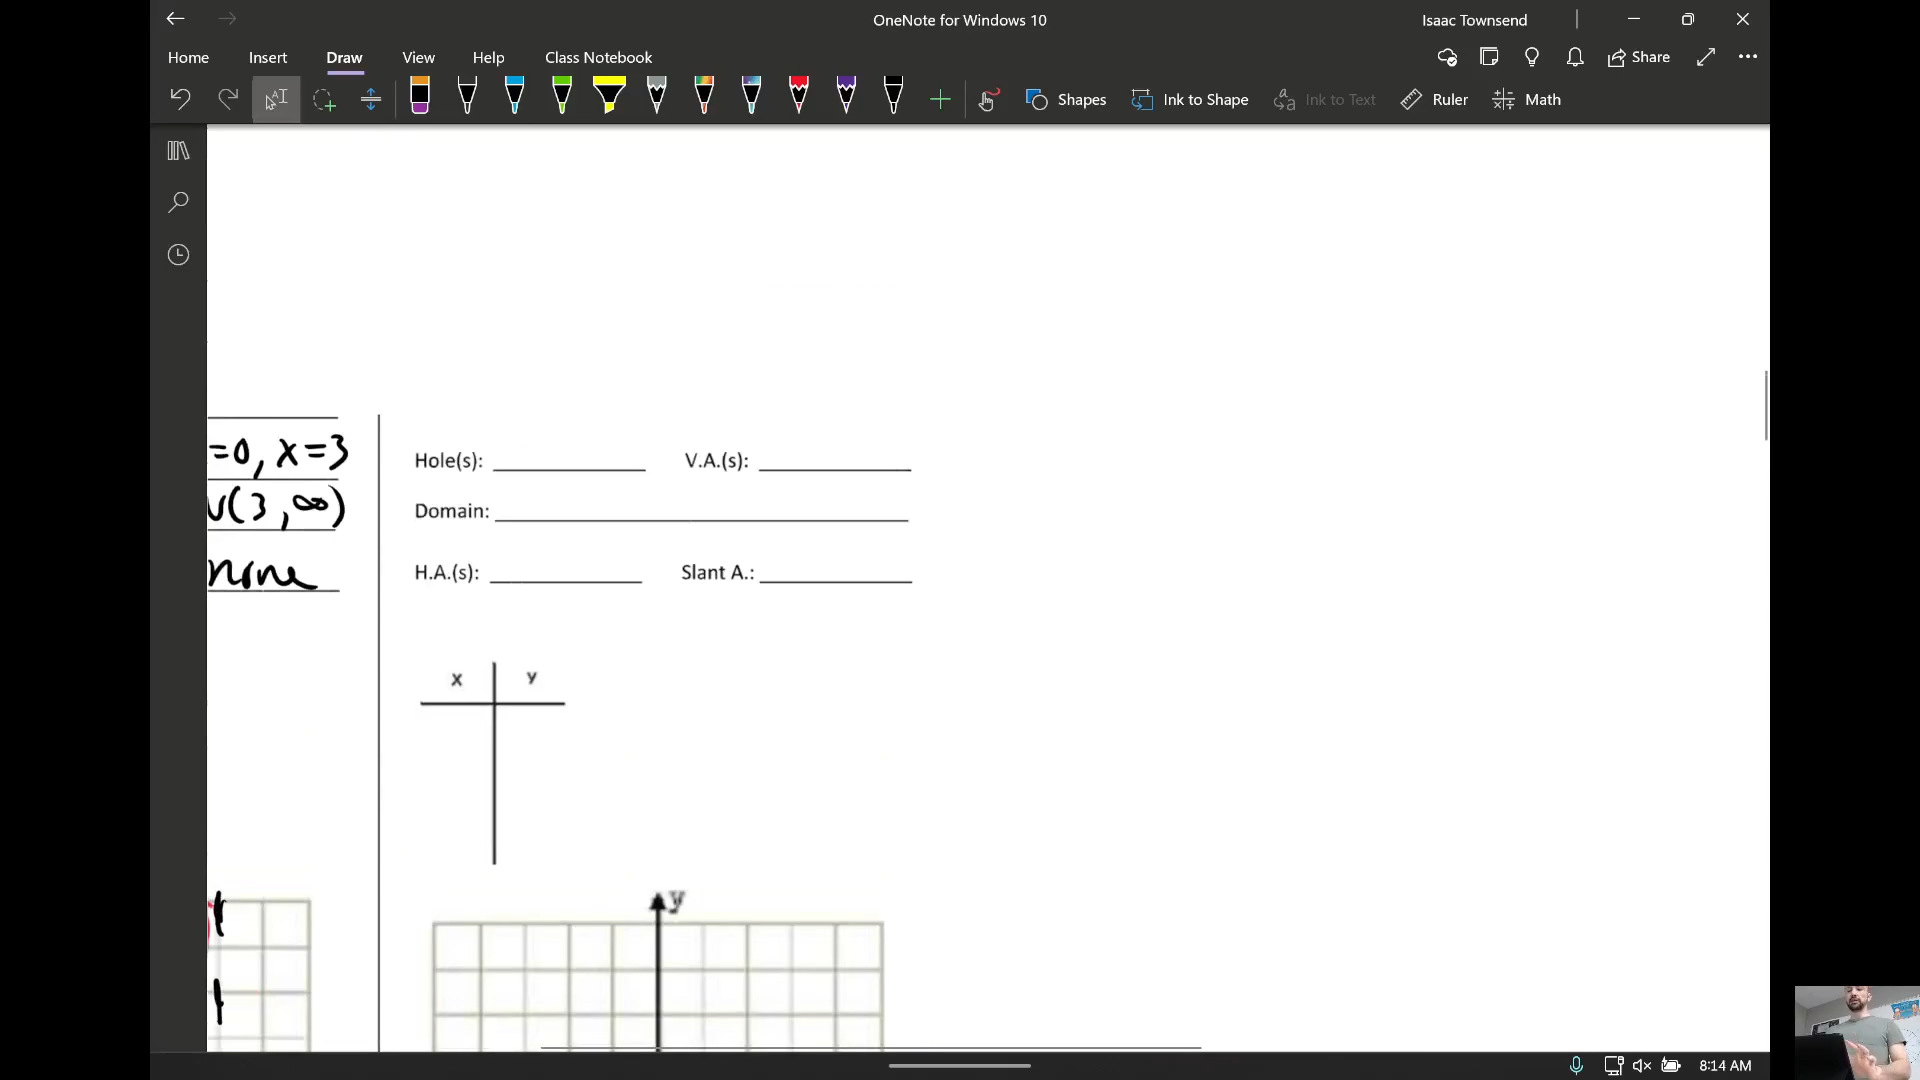 OneNote for Windows 10
Isaac Townsend
Home Insert Draw View Help Class Notebook
Share
Shapes Ink to Shape Ink to Text Ruler Math
=0, x=3
U(3, ∞)
none
Hole(s): V.A.(s):
Domain:
H.A.(s): Slant A.:
x y
y
8:14 AM